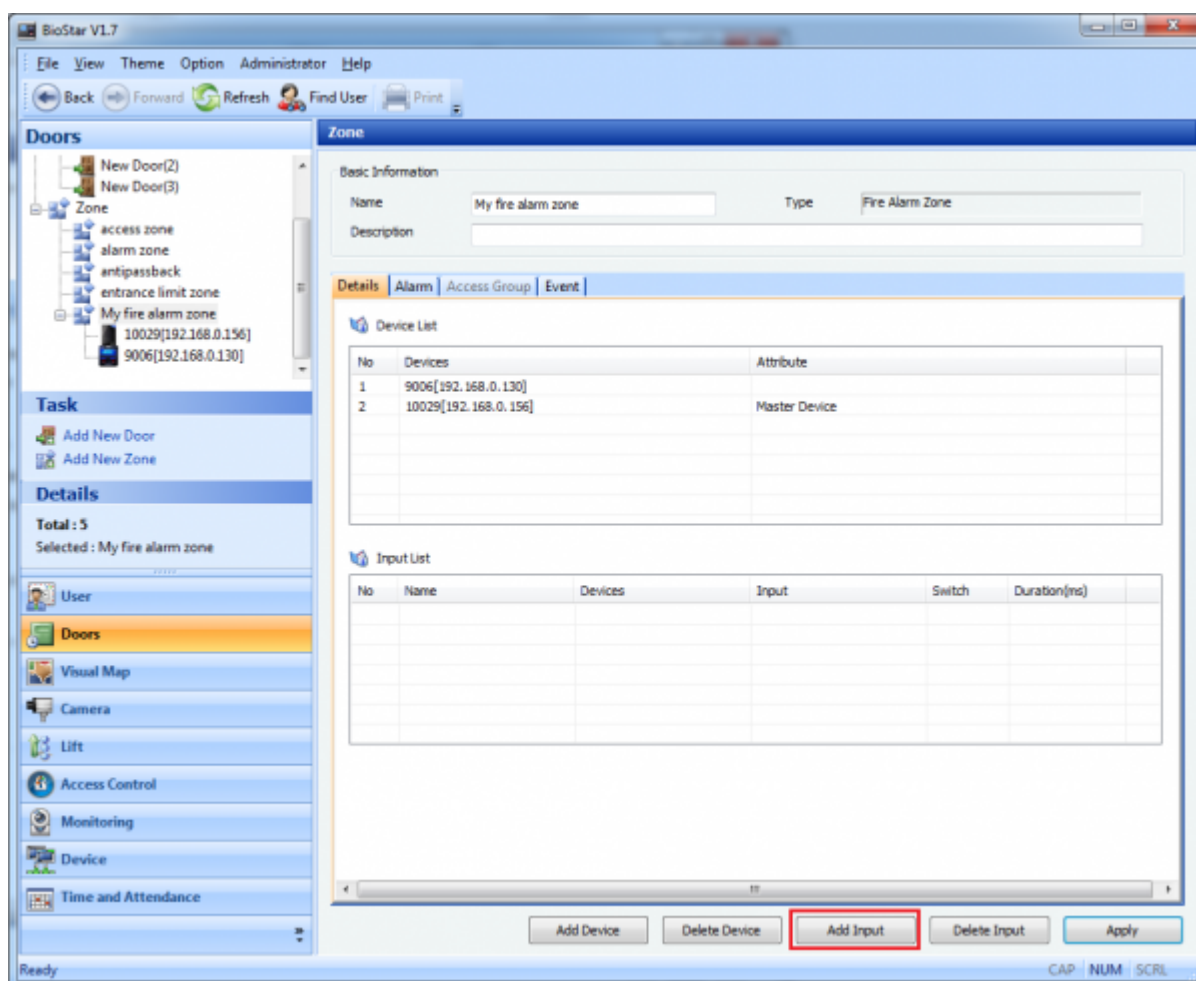 BioStar V1.7
File View Theme Option Administrator Help
Back Forward Refresh Find User Print
Doors
New Door(2)
New Door(3)
Zone
access zone
alarm zone
antipassback
entrance limit zone
My fire alarm zone
10029[192.168.0.156]
9006[192.168.0.130]
Task
Add New Door
Add New Zone
Details
Total : 5
Selected : My fire alarm zone
User
Doors
Visual Map
Camera
Lift
Access Control
Monitoring
Device
Time and Attendance
Zone
Basic Information
Name My fire alarm zone Type Fire Alarm Zone
Description
Details Alarm Access Group Event
Device List
No Devices Attribute
1 9006[192.168.0.130]
2 10029[192.168.0.156] Master Device
Input List
No Name Devices Input Switch Duration(ms)
Add Device Delete Device Add Input Delete Input Apply
Ready CAP NUM SCRL